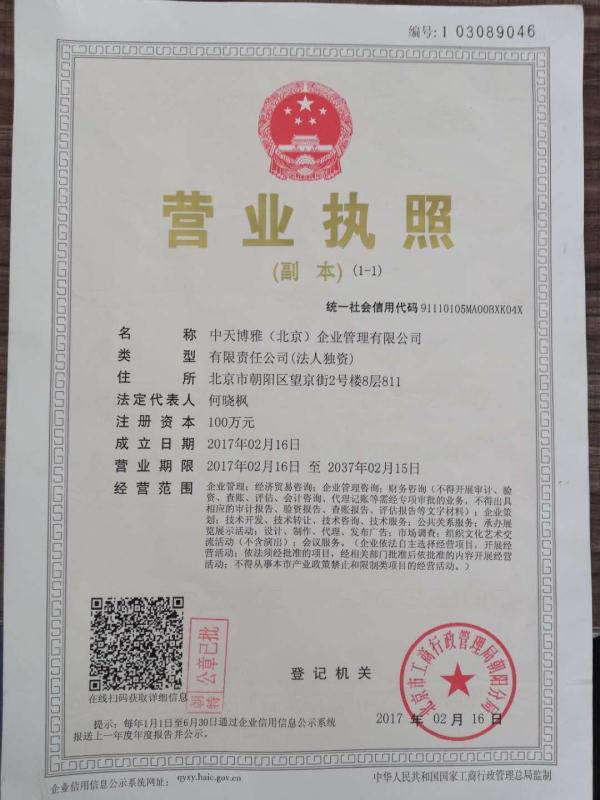 编号:1 03089046
营业执照
(副 本) (1-1)
统一社会信用代码 91110105MA00BXK04X
名 称 中天博雅（北京）企业管理有限公司
类 型 有限责任公司(法人独资)
住 所 北京市朝阳区望京街2号楼8层811
法定代表人 何晓枫
注册资本 100万元
成立日期 2017年02月16日
营业期限 2017年02月16日 至 2037年02月15日
经营范围 企业管理；经济贸易咨询；企业管理咨询；财务咨询（不得开展审计、验
资、查账、评估、会计咨询、代理记账等需经专项审批的业务，不得出具
相应的审计报告、验资报告、查账报告、评估报告等文字材料）；企业策
划；技术开发、技术转让、技术咨询、技术服务；公共关系服务；承办展
览展示活动；设计、制作、代理、发布广告；市场调查；组织文化艺术交
流活动（不含演出）；会议服务。（企业依法自主选择经营项目，开展经
营活动；依法须经批准的项目，经相关部门批准后依批准的内容开展经营
活动；不得从事本市产业政策禁止和限制类项目的经营活动。）
公章已批
在线扫码获取详细信息
登记机关
北京市工商行政管理局朝阳分局
2017 年 02 月 16 日
提示：每年1月1日至6月30日通过企业信用信息公示系统
报送上一年度年度报告并公示。
企业信用信息公示系统网址： qyxy.baic.gov.cn
中华人民共和国国家工商行政管理总局监制